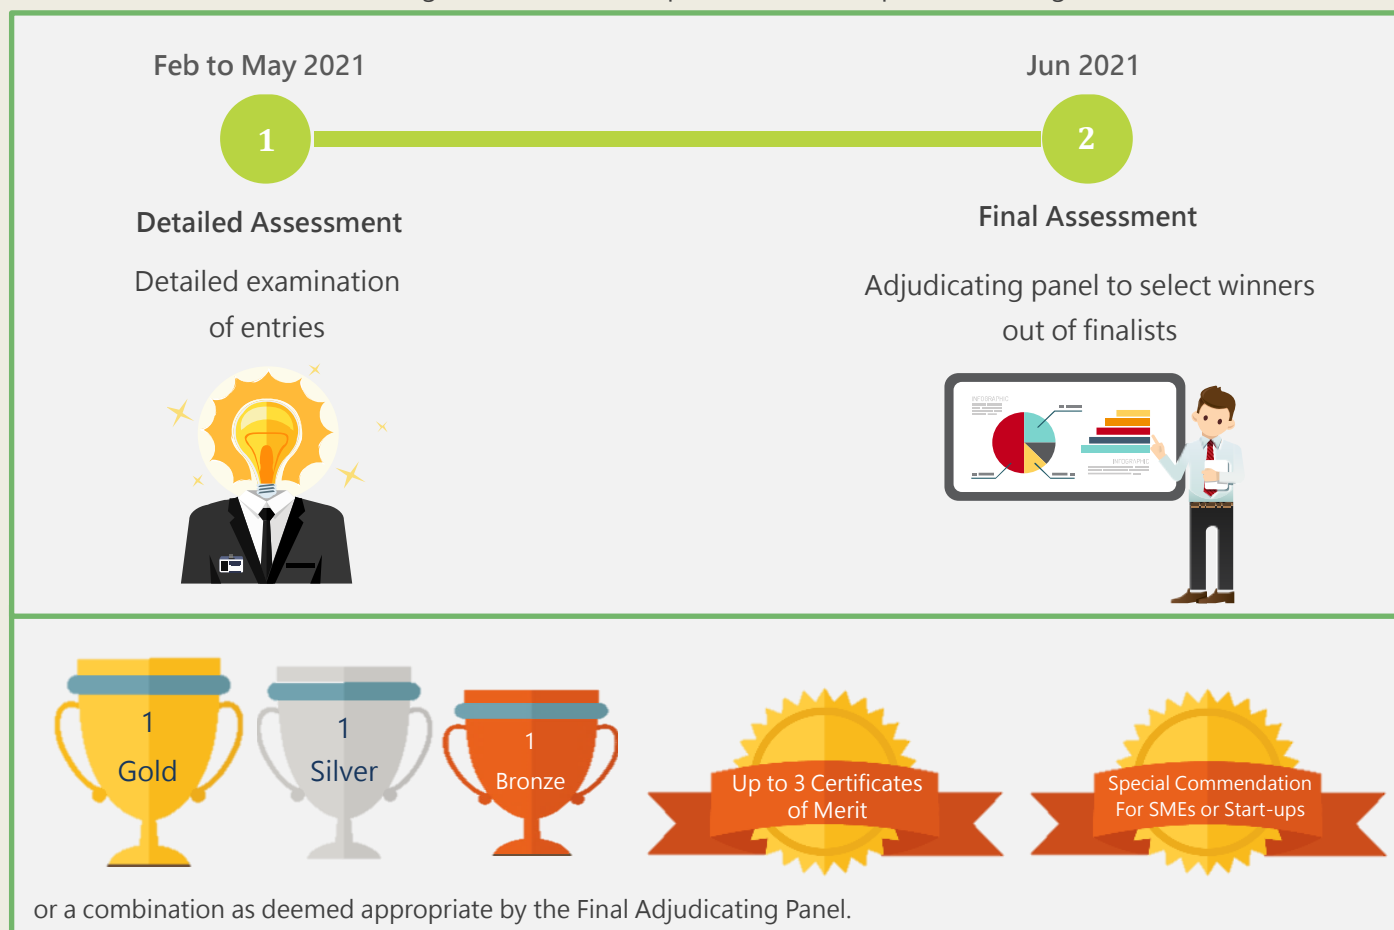 Feb to May 2021
Jun 2021
1
2
Detailed Assessment
Final Assessment
Detailed examination
of entries
Adjudicating panel to select winners
out of finalists
INFOGRAPHIC
INFOGRAPHIC
1
Gold
1
Silver
1
Bronze
Up to 3 Certificates
of Merit
Special Commendation
For SMEs or Start-ups
or a combination as deemed appropriate by the Final Adjudicating Panel.